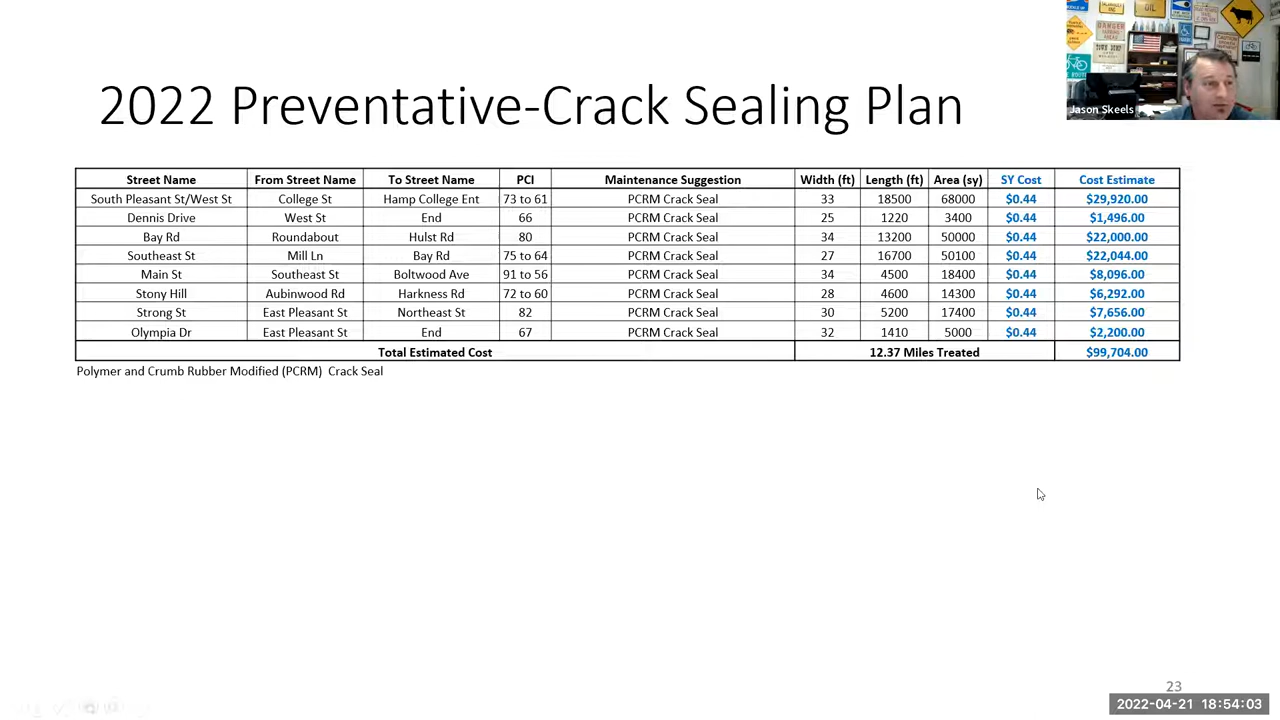 2022 Preventative-Crack Sealing Plan
Jason Skeels
DANGER
OIL
Street Name From Street Name To Street Name PCI Maintenance Suggestion Width (ft) Length (ft) Area (sy) SY Cost Cost Estimate
South Pleasant St/West St College St Hamp College Ent 73 to 61 PCRM Crack Seal 33 18500 68000 $0.44 $29,920.00
Dennis Drive West St End 66 PCRM Crack Seal 25 1220 3400 $0.44 $1,496.00
Bay Rd Roundabout Hulst Rd 80 PCRM Crack Seal 34 13200 50000 $0.44 $22,000.00
Southeast St Mill Ln Bay Rd 75 to 64 PCRM Crack Seal 27 16700 50100 $0.44 $22,044.00
Main St Southeast St Boltwood Ave 91 to 56 PCRM Crack Seal 34 4500 18400 $0.44 $8,096.00
Stony Hill Aubinwood Rd Harkness Rd 72 to 60 PCRM Crack Seal 28 4600 14300 $0.44 $6,292.00
Strong St East Pleasant St Northeast St 82 PCRM Crack Seal 30 5200 17400 $0.44 $7,656.00
Olympia Dr East Pleasant St End 67 PCRM Crack Seal 32 1410 5000 $0.44 $2,200.00
Total Estimated Cost 12.37 Miles Treated $99,704.00
Polymer and Crumb Rubber Modified (PCRM) Crack Seal
23
2022-04-21 18:54:03